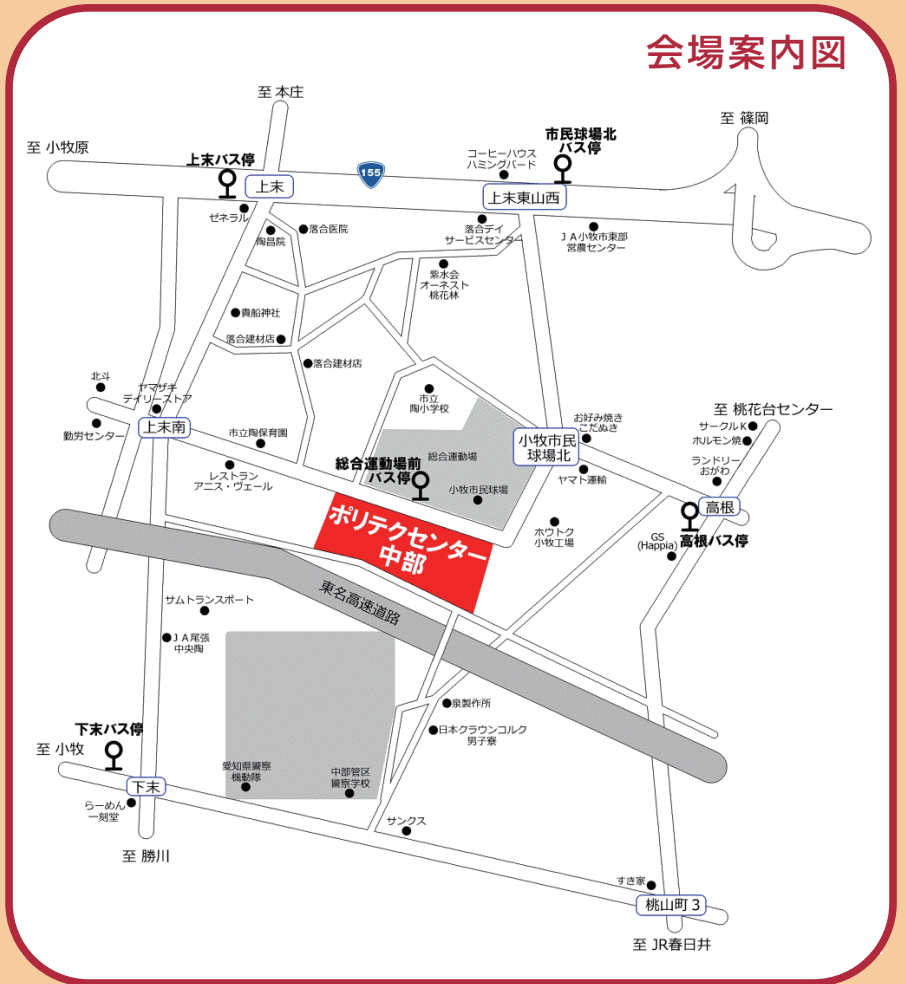 会場案内図
至 本庄
至 篠岡
至 小牧原
上末バス停
市民球場北
バス停
コーヒーハウス
ハミングバード
155
上末
上末東山西
ゼネラル
陶昌院
落合医院
落合デイ
サービスセンター
JA小牧市東部
営農センター
紫水会
オーネスト
桃花林
貴船神社
落合建材店
落合建材店
北斗
ヤマザキ
デイリーストア
市立
陶小学校
至 桃花台センター
サークルK
ホルモン焼
お好み焼き
こだぬき
勤労センター
上末南
市立陶保育園
小牧市民
球場北
総合運動場
ランドリー
おがわ
レストラン
アニス・ヴェール
総合運動場前
バス停
小牧市民球場
ヤマト運輸
高根
ポリテクセンター
中部
ホウトク
小牧工場
GS
(Happia)
高根バス停
東名高速道路
サムトランスポート
JA尾張
中央陶
泉製作所
日本クラウンコルク
男子寮
下末バス停
至 小牧
愛知県警察
機動隊
中部管区
警察学校
下末
らーめん
一刻堂
サンクス
至 勝川
すき家
桃山町3
至 JR春日井